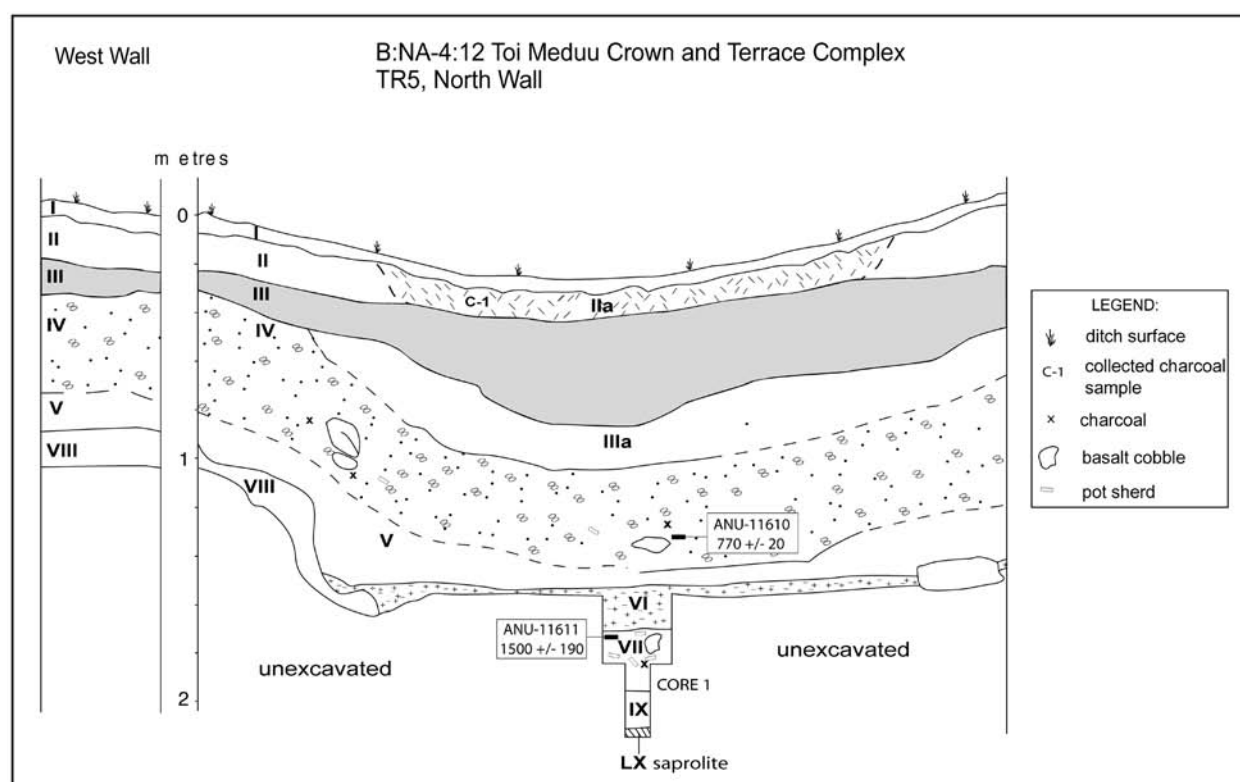 West Wall
B:NA-4:12 Toi Meduu Crown and Terrace Complex
TR5, North Wall
m etres
I
II
III
IV
V
VIII
0
1
2
I
II
III
IV
C-1
IIa
IIIa
VIII
V
ANU-11610
770 +/- 20
VI
ANU-11611
1500 +/- 190
VII
unexcavated
unexcavated
CORE 1
IX
LX saprolite
LEGEND:
ditch surface
C-1 collected charcoal
sample
x charcoal
basalt cobble
pot sherd